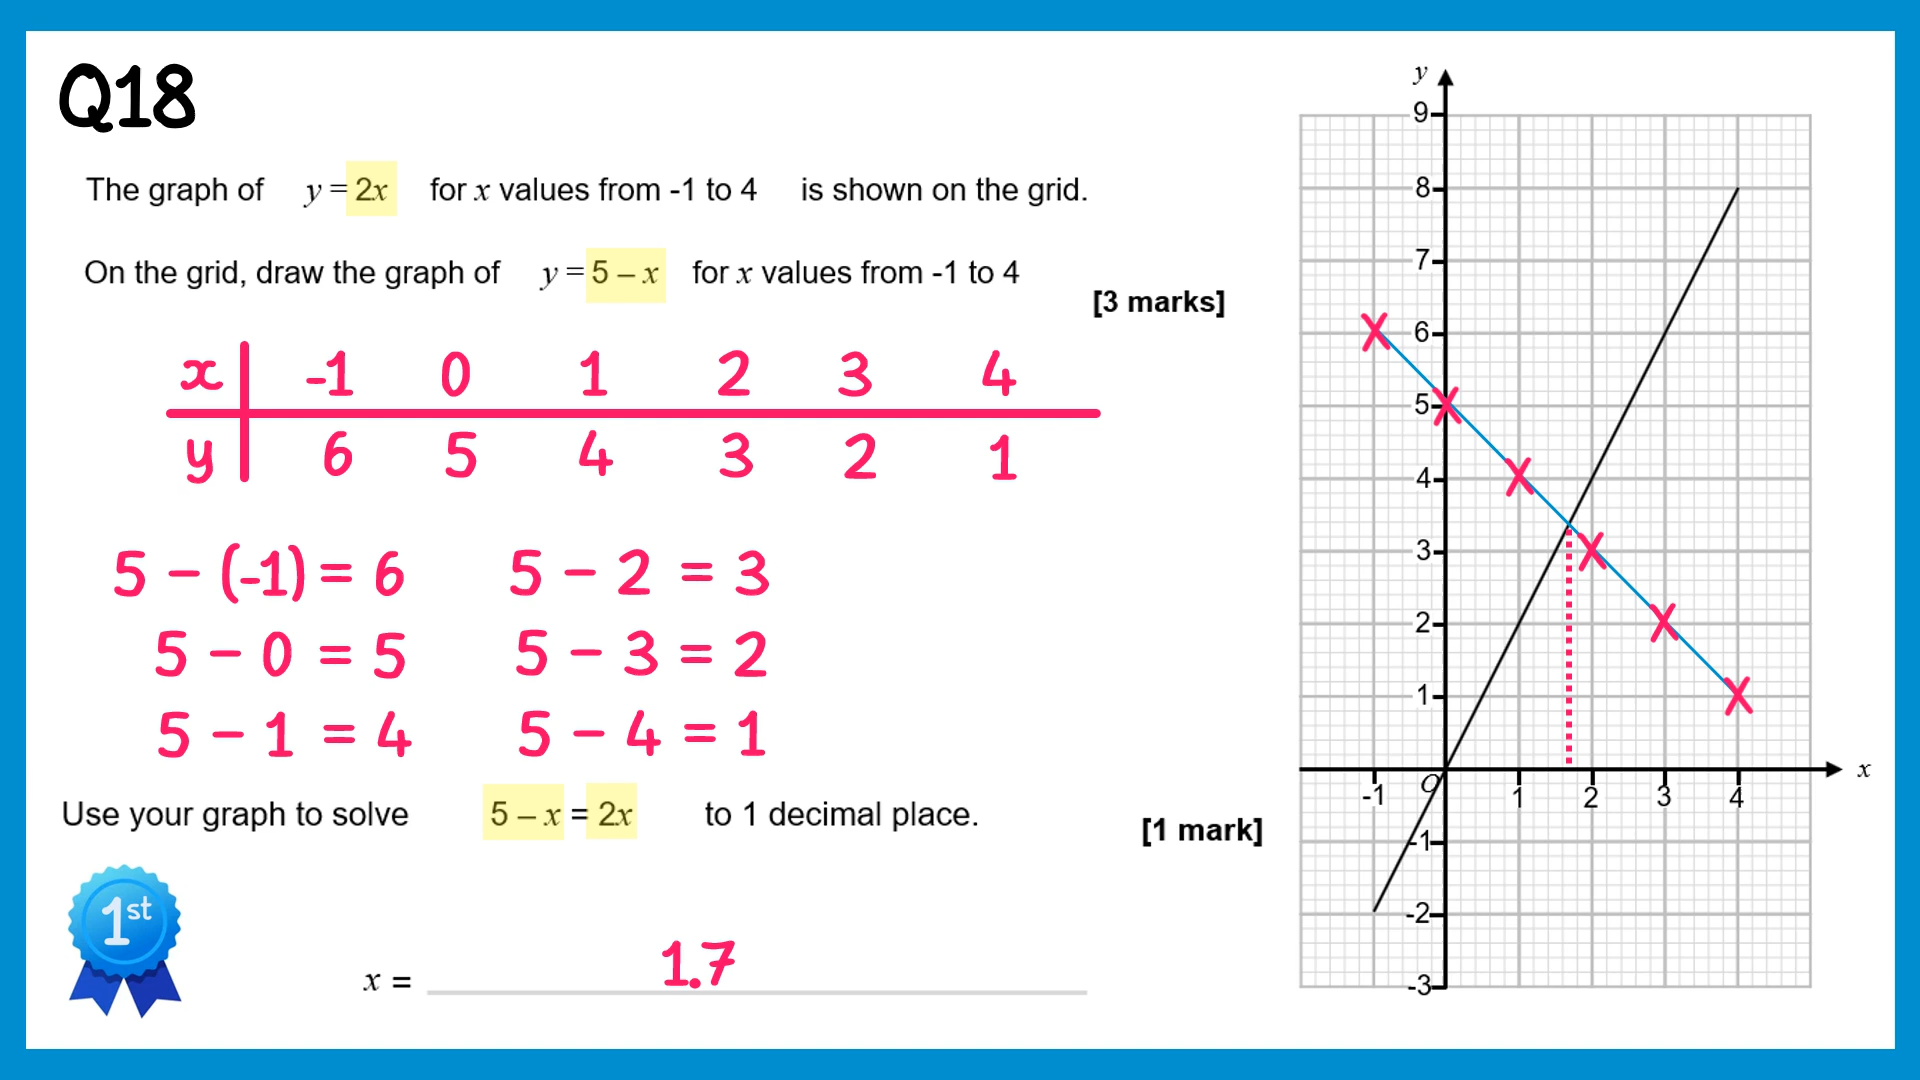 Q18
The graph of y = 2x for x values from -1 to 4 is shown on the grid.
On the grid, draw the graph of y = 5 – x for x values from -1 to 4
[3 marks]
x -1 0 1 2 3 4
y 6 5 4 3 2 1
5 – (-1) = 6 5 – 2 = 3
5 – 0 = 5 5 – 3 = 2
5 – 1 = 4 5 – 4 = 1
Use your graph to solve 5 – x = 2x to 1 decimal place.
[1 mark]
1st
x = 1.7
y
9
8
7
6
5
4
3
2
1
x
-1 O 1 2 3 4
-1
-2
-3